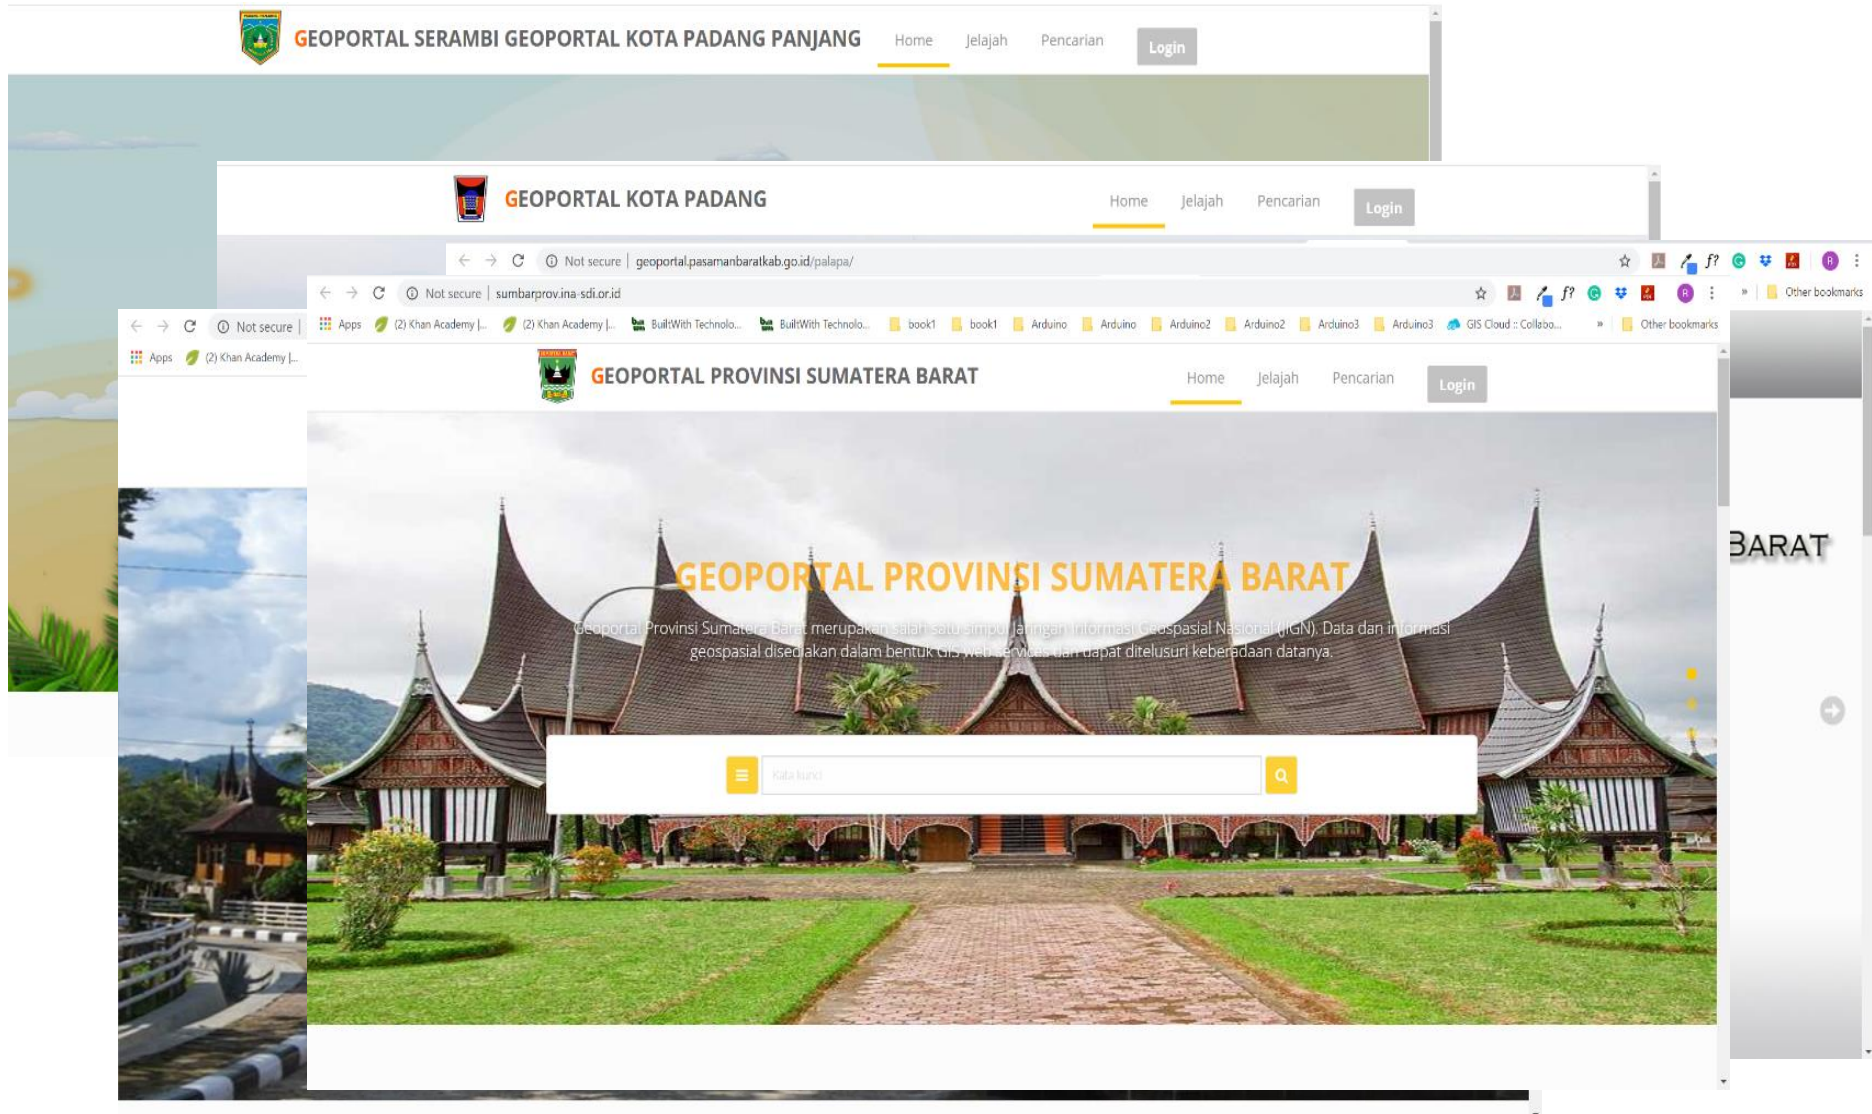 GEOPORTAL SERAMBI GEOPORTAL KOTA PADANG PANJANG Home Jelajah Pencarian Login
GEOPORTAL KOTA PADANG Home Jelajah Pencarian Login
Not secure | geoportal.pasamanbaratkab.go.id/palapa/ f?
Not secure | sumbarprov.ina-sdi.or.id f? R » Other bookmarks
Not secure |
Apps (2) Khan Academy |... (2) Khan Academy |... BuiltWith Technolo... BuiltWith Technolo... book1 book1 Arduino Arduino Arduino2 Arduino2 Arduino3 Arduino3 GIS Cloud :: Collabo... » Other bookmarks
Apps (2) Khan Academy |...
GEOPORTAL PROVINSI SUMATERA BARAT Home Jelajah Pencarian Login
BARAT
GEOPORTAL PROVINSI SUMATERA BARAT
Geoportal Provinsi Sumatera Barat merupakan salah satu simpul Jaringan Informasi Geospasial Nasional (JIGN). Data dan informasi
geospasial disediakan dalam bentuk GIS web services dan dapat ditelusuri keberadaan datanya.
Kata kunci